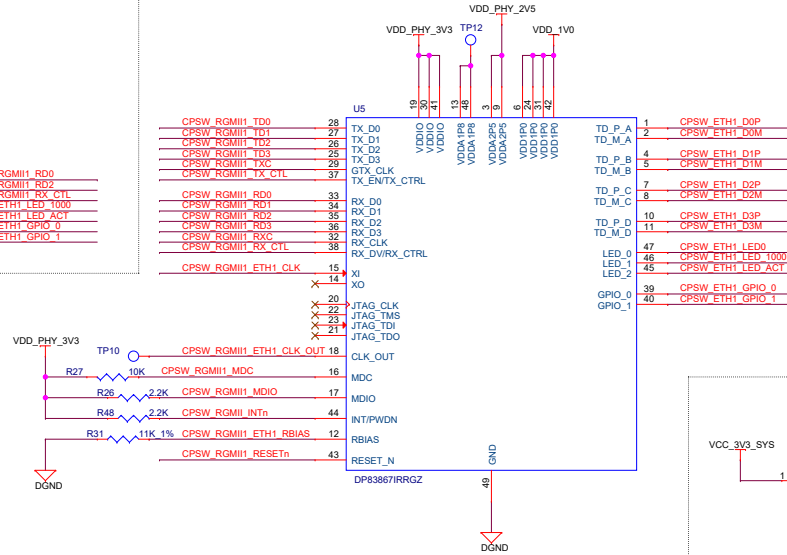 VDD_PHY_2V5
VDD_PHY_3V3
TP12
VDD_1V0
19
30
41
13
48
3
9
6
24
31
42
VDDIO
VDDIO
VDDIO
VDDA1P8
VDDA1P8
VDDA2P5
VDDA2P5
VDD1P0
VDD1P0
VDD1P0
VDD1P0
U5
CPSW_RGMII1_TD0 28 TX_D0
CPSW_RGMII1_TD1 27 TX_D1
CPSW_RGMII1_TD2 26 TX_D2
CPSW_RGMII1_TD3 25 TX_D3
CPSW_RGMII1_TXC 29 GTX_CLK
CPSW_RGMII1_TX_CTL 37 TX_EN/TX_CTRL
CPSW_RGMII1_RD0 33 RX_D0
CPSW_RGMII1_RD1 34 RX_D1
CPSW_RGMII1_RD2 35 RX_D2
CPSW_RGMII1_RD3 36 RX_D3
CPSW_RGMII1_RXC 32 RX_CLK
CPSW_RGMII1_RX_CTL 38 RX_DV/RX_CTRL
CPSW_RGMII1_ETH1_CLK 15 XI
14 XO
20 JTAG_CLK
22 JTAG_TMS
23 JTAG_TDI
21 JTAG_TDO
TP10 CPSW_RGMII1_ETH1_CLK_OUT 18 CLK_OUT
VDD_PHY_3V3
R27 10K CPSW_RGMII1_MDC 16 MDC
R26 2.2K CPSW_RGMII1_MDIO 17 MDIO
R48 2.2K CPSW_RGMII_INTn 44 INT/PWDN
R31 11K_1% CPSW_RGMII1_ETH1_RBIAS 12 RBIAS
CPSW_RGMII1_RESETn 43 RESET_N
DGND
DP83867IRRGZ
GND
49
DGND
TD_P_A 1 CPSW_ETH1_D0P
TD_M_A 2 CPSW_ETH1_D0M
TD_P_B 4 CPSW_ETH1_D1P
TD_M_B 5 CPSW_ETH1_D1M
TD_P_C 7 CPSW_ETH1_D2P
TD_M_C 8 CPSW_ETH1_D2M
TD_P_D 10 CPSW_ETH1_D3P
TD_M_D 11 CPSW_ETH1_D3M
LED_0 47 CPSW_ETH1_LED0
LED_1 46 CPSW_ETH1_LED_1000
LED_2 45 CPSW_ETH1_LED_ACT
GPIO_0 39 CPSW_ETH1_GPIO_0
GPIO_1 40 CPSW_ETH1_GPIO_1
RGMII1_RD0
RGMII1_RD2
RGMII1_RX_CTL
ETH1_LED_1000
ETH1_LED_ACT
ETH1_GPIO_0
ETH1_GPIO_1
VCC_3V3_SYS
1